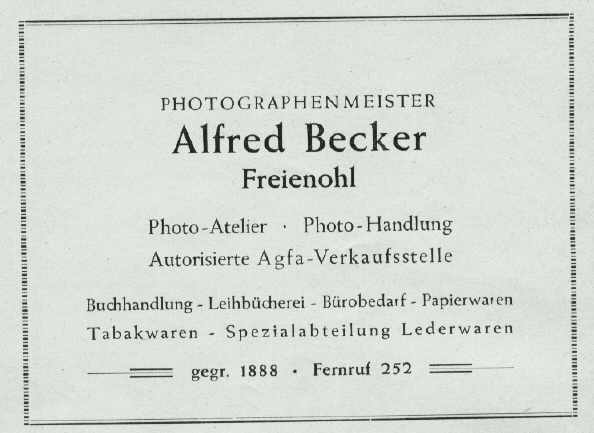 PHOTOGRAPHENMEISTER
Alfred Becker
Freienohl
Photo-Atelier · Photo-Handlung
Autorisierte Agfa-Verkaufsstelle
Buchhandlung - Leihbücherei - Bürobedarf - Papierwaren
Tabakwaren - Spezialabteilung Lederwaren
gegr. 1888 · Fernruf 252